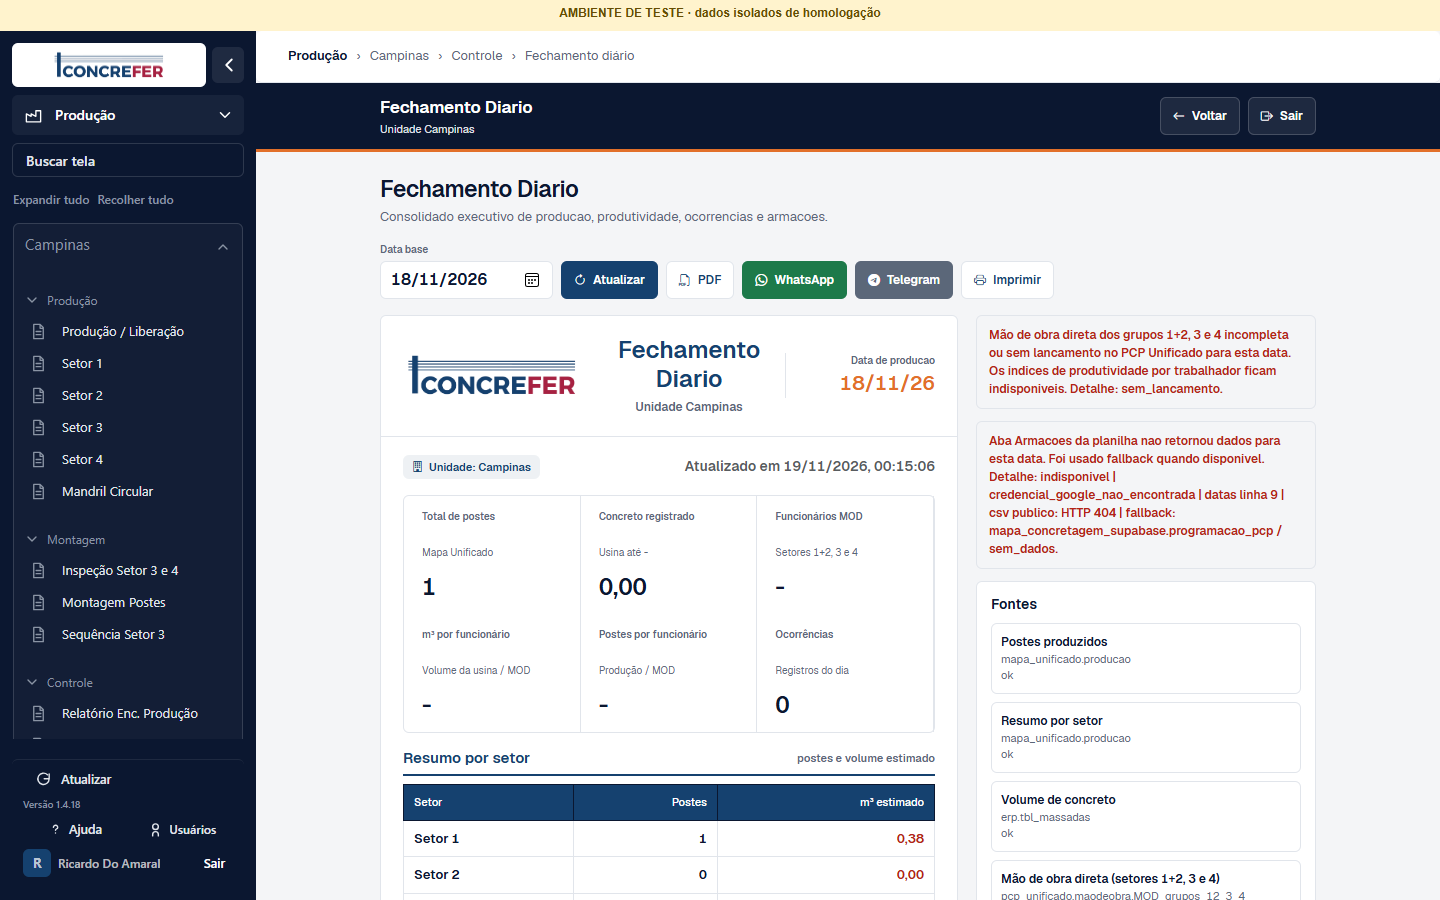 AMBIENTE DE TESTE · dados isolados de homologação
CONCREFER
Produção
Buscar tela
Expandir tudo Recolher tudo
Campinas
Produção
Produção / Liberação
Setor 1
Setor 2
Setor 3
Setor 4
Mandril Circular
Montagem
Inspeção Setor 3 e 4
Montagem Postes
Sequência Setor 3
Controle
Relatório Enc. Produção
Atualizar
Versão 1.4.18
? Ajuda
Usuários
R Ricardo Do Amaral
Sair
Produção › Campinas › Controle › Fechamento diário
Fechamento Diario
Unidade Campinas
Voltar
Sair
Fechamento Diario
Consolidado executivo de producao, produtividade, ocorrencias e armacoes.
Data base
18/11/2026
Atualizar
PDF
WhatsApp
Telegram
Imprimir
CONCREFER
Fechamento
Diario
Unidade Campinas
Data de producao
18/11/26
Unidade: Campinas
Atualizado em 19/11/2026, 00:15:06
Total de postes
Mapa Unificado
1
Concreto registrado
Usina até -
0,00
Funcionários MOD
Setores 1+2, 3 e 4
-
m³ por funcionário
Volume da usina / MOD
-
Postes por funcionário
Produção / MOD
-
Ocorrências
Registros do dia
0
Resumo por setor
postes e volume estimado
Setor Postes m³ estimado
Setor 1 1 0,38
Setor 2 0 0,00
Mão de obra direta dos grupos 1+2, 3 e 4 incompleta
ou sem lancamento no PCP Unificado para esta data.
Os indices de produtividade por trabalhador ficam
indisponiveis. Detalhe: sem_lancamento.
Aba Armacoes da planilha nao retornou dados para
esta data. Foi usado fallback quando disponivel.
Detalhe: indisponivel |
credencial_google_nao_encontrada | datas linha 9 |
csv publico: HTTP 404 | fallback:
mapa_concretagem_supabase.programacao_pcp /
sem_dados.
Fontes
Postes produzidos
mapa_unificado.producao
ok
Resumo por setor
mapa_unificado.producao
ok
Volume de concreto
erp.tbl_massadas
ok
Mão de obra direta (setores 1+2, 3 e 4)
pcp_unificado.maodeobra.MOD_grupos_12_3_4